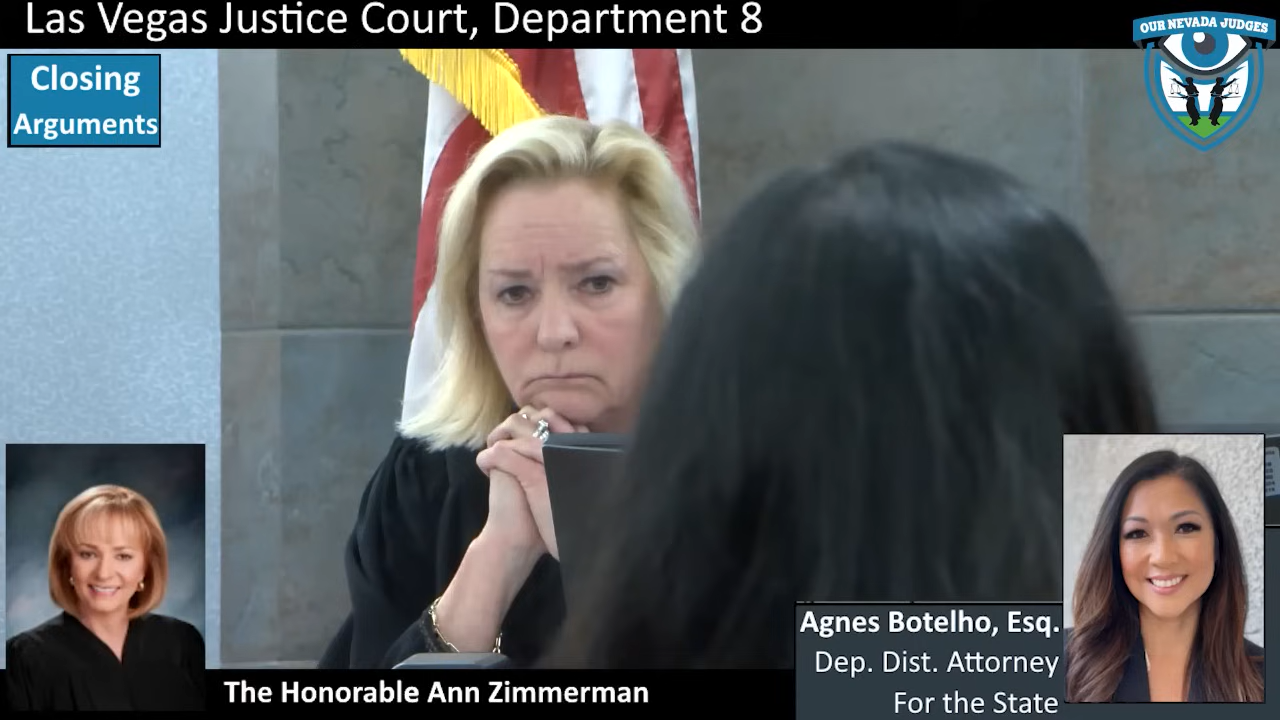 Las Vegas Justice Court, Department 8
OUR NEVADA JUDGES
Closing
Arguments
Agnes Botelho, Esq.
Dep. Dist. Attorney
For the State
The Honorable Ann Zimmerman